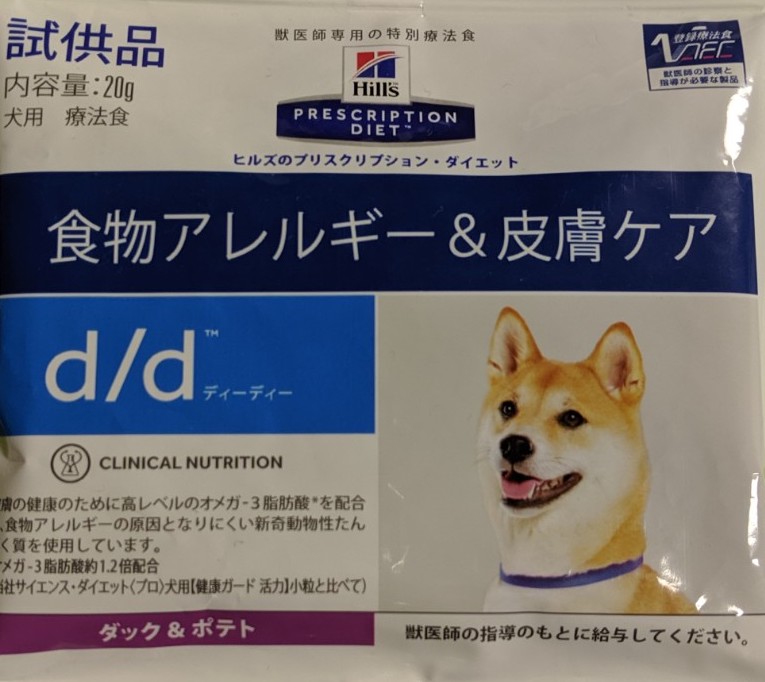 試供品
内容量:20g
犬用 療法食
獣医師専用の特別療法食
Hill's
PRESCRIPTION
DIET™
ヒルズのプリスクリプション・ダイエット
登録療法食
獣医師の診察と
指導が必要な製品
食物アレルギー&皮膚ケア
d/d™
ディーディー
CLINICAL NUTRITION
膚の健康のために高レベルのオメガ-3脂肪酸*を配合
、食物アレルギーの原因となりにくい新奇動物性たん
く質を使用しています。
メガ-3脂肪酸約1.2倍配合
社サイエンス・ダイエット〈プロ〉犬用【健康ガード 活力】小粒と比べて)
ダック&ポテト
獣医師の指導のもとに給与してください。